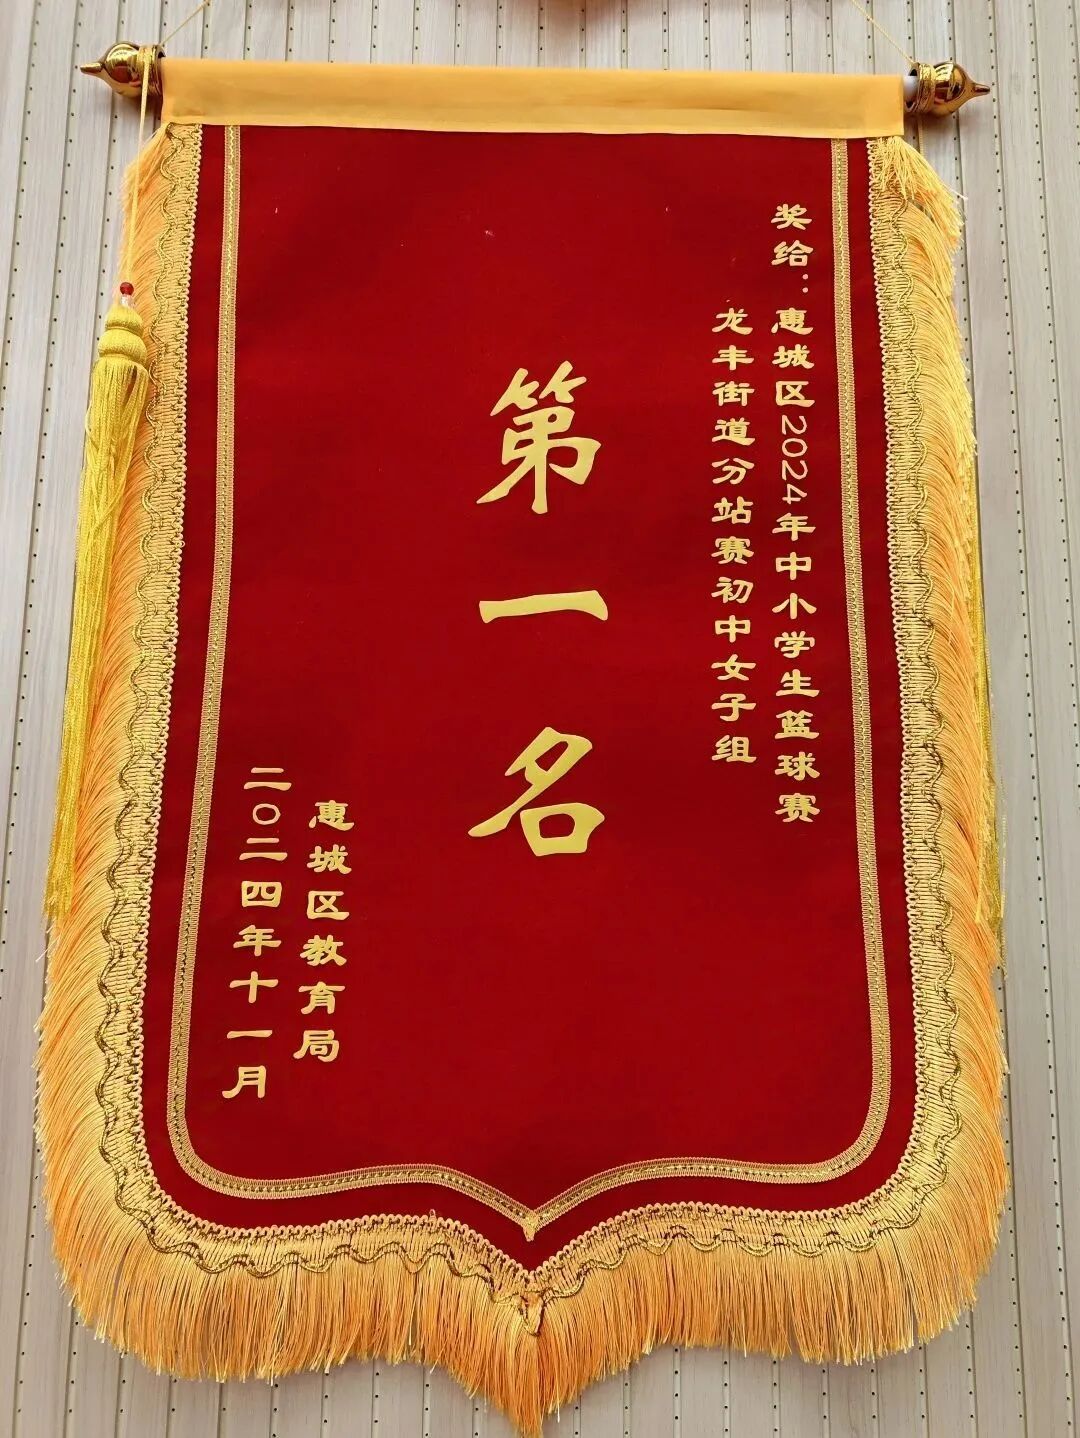 奖给：惠城区2024年中小学生篮球赛
龙丰街道分站赛初中女子组
第一名
惠城区教育局
二〇二四年十一月